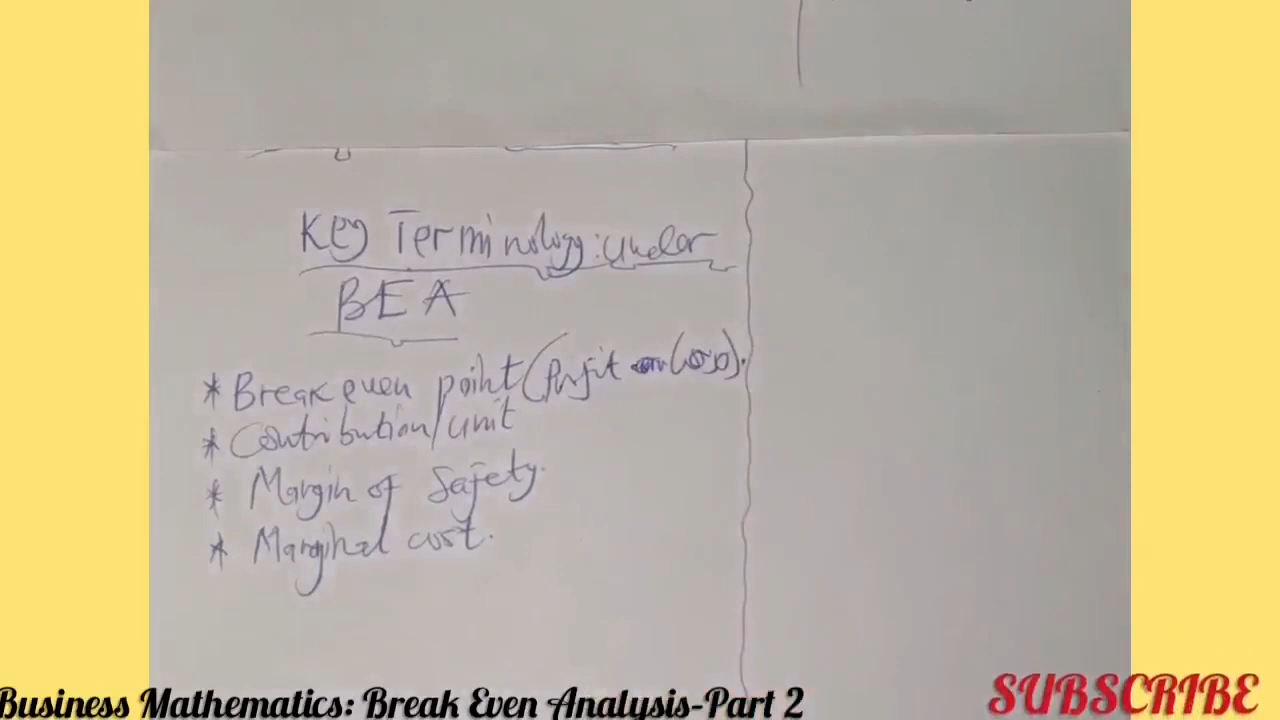 Key Terminology: under
BEA
* Break even point (Profit or loss).
* Contribution/unit
* Margin of Safety.
* Marginal cost.
Business Mathematics: Break Even Analysis-Part 2
SUBSCRIBE